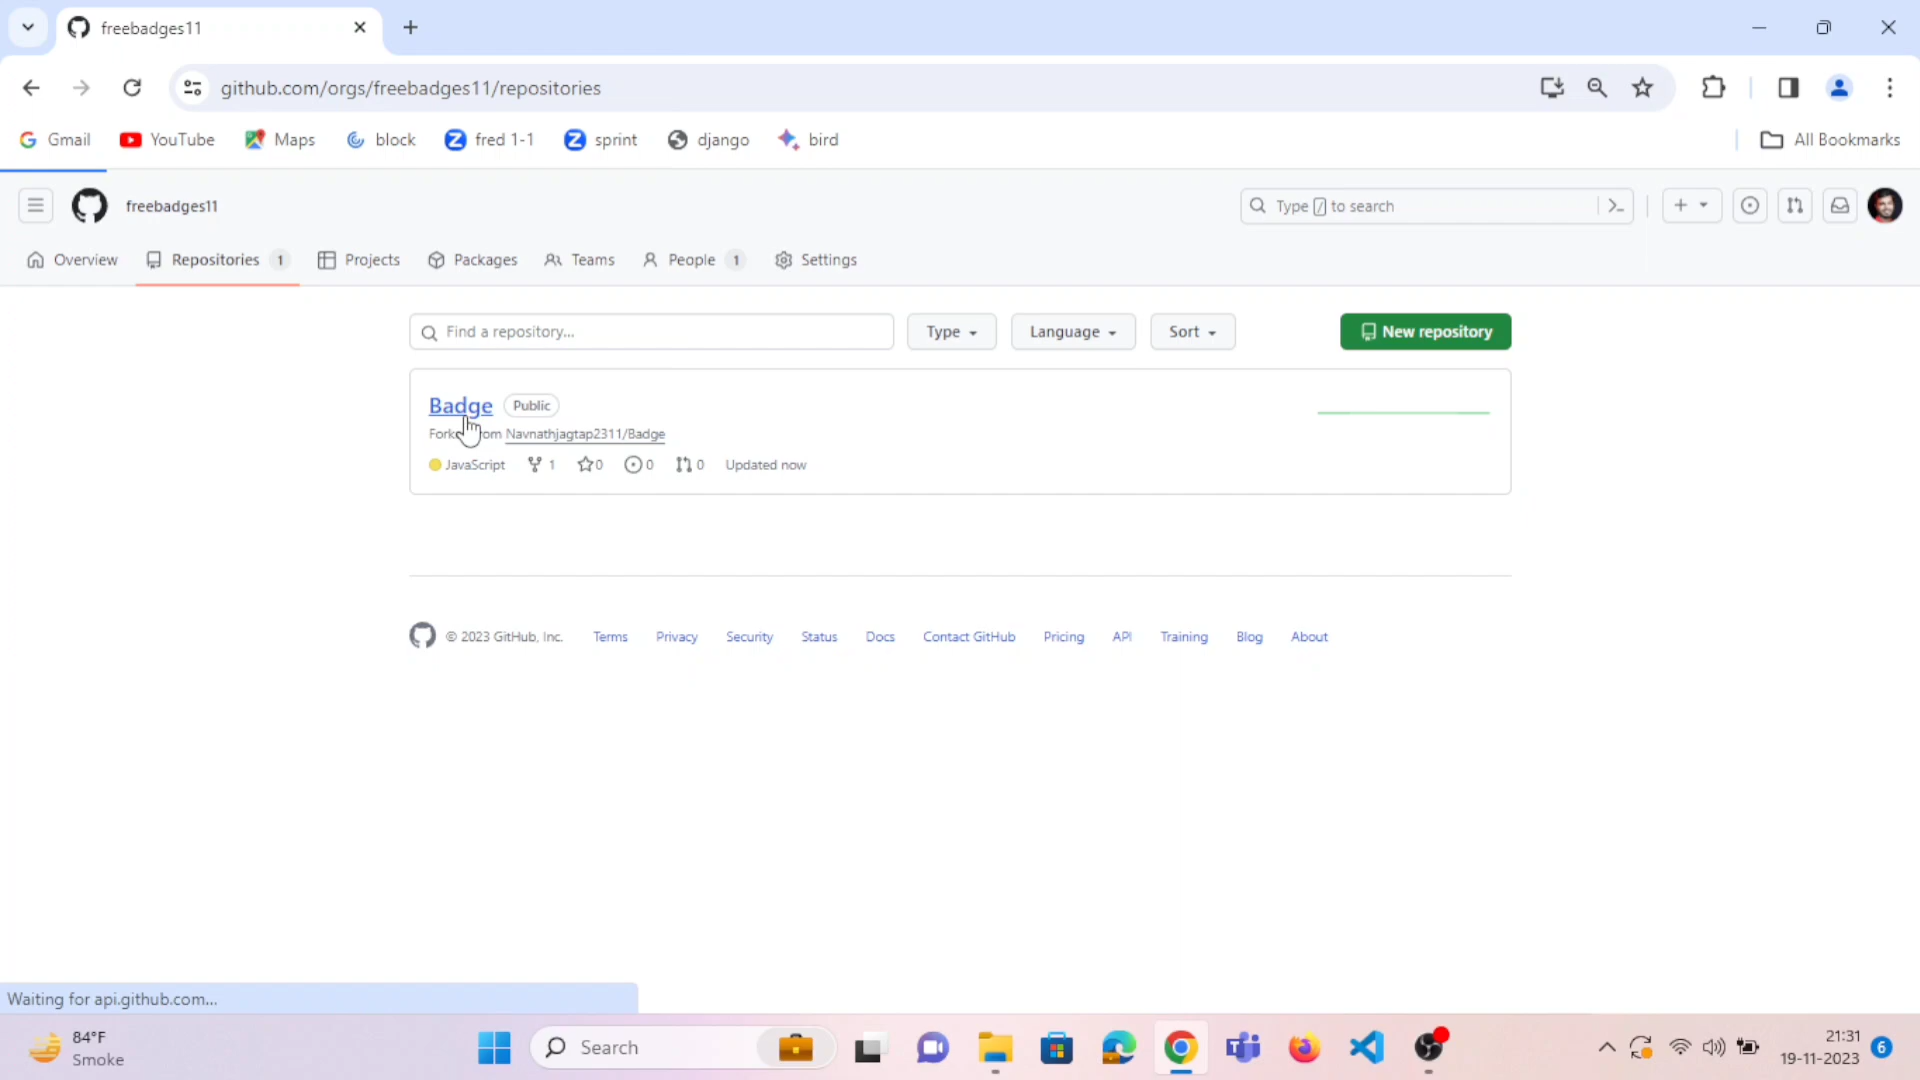 freebadges11
github.com/orgs/freebadges11/repositories
Gmail YouTube Maps block fred 1-1 sprint django bird All Bookmarks
freebadges11 Type / to search
Overview Repositories 1 Projects Packages Teams People 1 Settings
Find a repository... Type Language Sort New repository
Badge Public
Navnathjagtap2311/Badge
JavaScript 1 0 0 0 Updated now
© 2023 GitHub, Inc. Terms Privacy Security Status Docs Contact GitHub Pricing API Training Blog About
Waiting for api.github.com...
84°F
Smoke
Search
21:31
19-11-2023
6